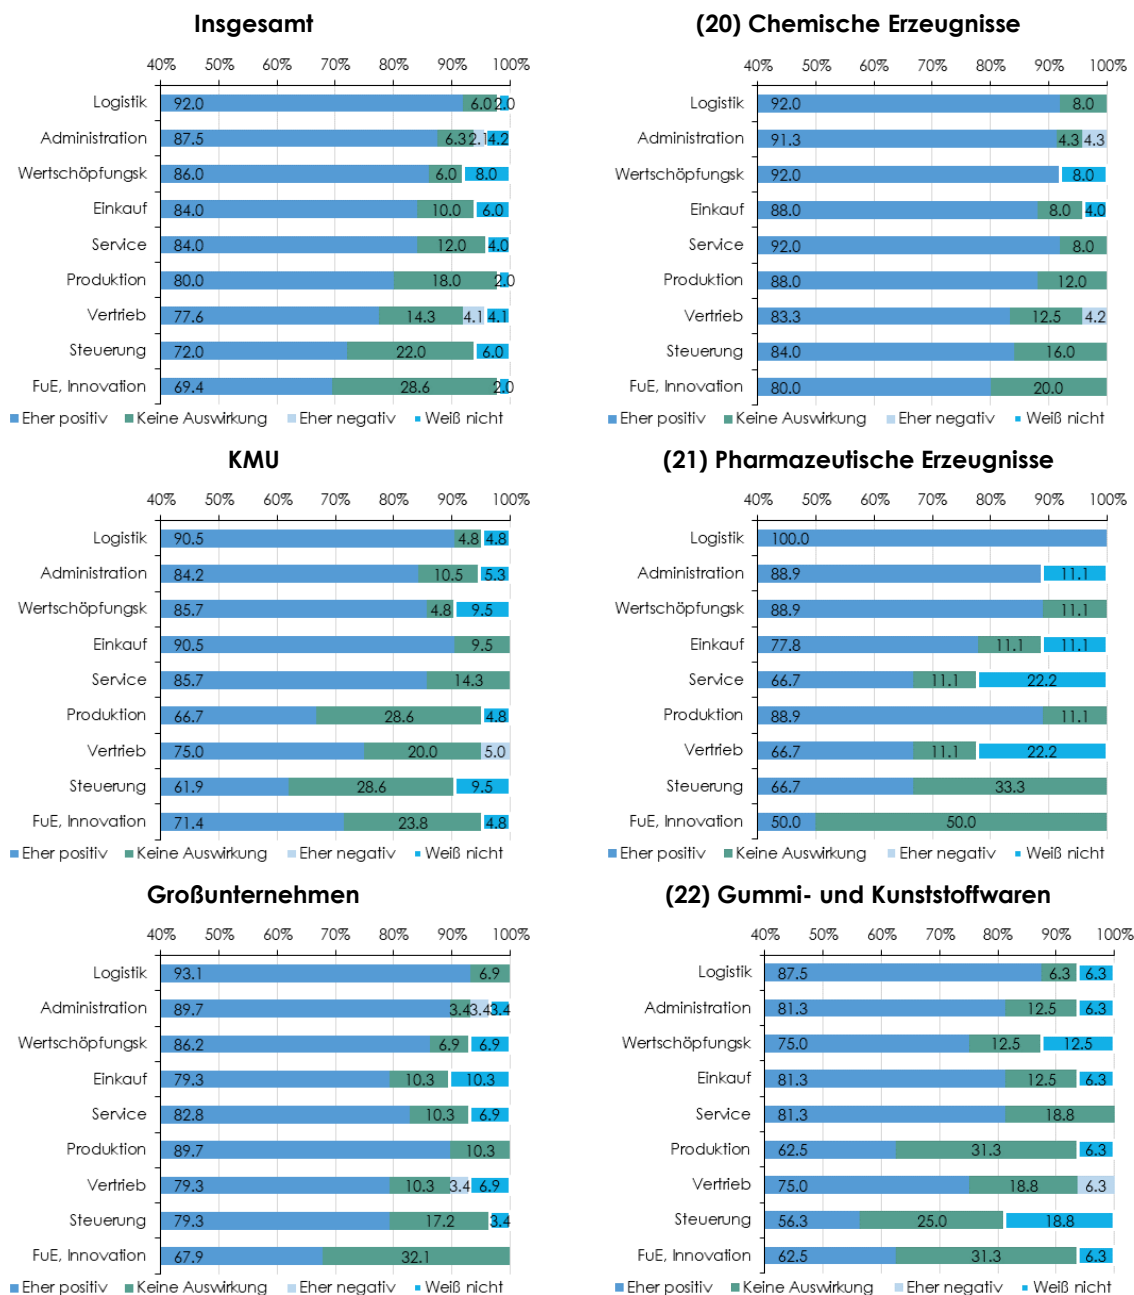 Insgesamt
40% 50% 60% 70% 80% 90% 100%
Logistik 92.0 6.0 2.0
Administration 87.5 6.3 2.1 4.2
Wertschöpfungsk 86.0 6.0 8.0
Einkauf 84.0 10.0 6.0
Service 84.0 12.0 4.0
Produktion 80.0 18.0 2.0
Vertrieb 77.6 14.3 4.1 4.1
Steuerung 72.0 22.0 6.0
FuE, Innovation 69.4 28.6 2.0
Eher positiv Keine Auswirkung Eher negativ Weiß nicht
(20) Chemische Erzeugnisse
40% 50% 60% 70% 80% 90% 100%
Logistik 92.0 8.0
Administration 91.3 4.3 4.3
Wertschöpfungsk 92.0 8.0
Einkauf 88.0 8.0 4.0
Service 92.0 8.0
Produktion 88.0 12.0
Vertrieb 83.3 12.5 4.2
Steuerung 84.0 16.0
FuE, Innovation 80.0 20.0
Eher positiv Keine Auswirkung Eher negativ Weiß nicht
KMU
40% 50% 60% 70% 80% 90% 100%
Logistik 90.5 4.8 4.8
Administration 84.2 10.5 5.3
Wertschöpfungsk 85.7 4.8 9.5
Einkauf 90.5 9.5
Service 85.7 14.3
Produktion 66.7 28.6 4.8
Vertrieb 75.0 20.0 5.0
Steuerung 61.9 28.6 9.5
FuE, Innovation 71.4 23.8 4.8
Eher positiv Keine Auswirkung Eher negativ Weiß nicht
(21) Pharmazeutische Erzeugnisse
40% 50% 60% 70% 80% 90% 100%
Logistik 100.0
Administration 88.9 11.1
Wertschöpfungsk 88.9 11.1
Einkauf 77.8 11.1 11.1
Service 66.7 11.1 22.2
Produktion 88.9 11.1
Vertrieb 66.7 11.1 22.2
Steuerung 66.7 33.3
FuE, Innovation 50.0 50.0
Eher positiv Keine Auswirkung Eher negativ Weiß nicht
Großunternehmen
40% 50% 60% 70% 80% 90% 100%
Logistik 93.1 6.9
Administration 89.7 3.4 3.4 3.4
Wertschöpfungsk 86.2 6.9 6.9
Einkauf 79.3 10.3 10.3
Service 82.8 10.3 6.9
Produktion 89.7 10.3
Vertrieb 79.3 10.3 3.4 6.9
Steuerung 79.3 17.2 3.4
FuE, Innovation 67.9 32.1
Eher positiv Keine Auswirkung Eher negativ Weiß nicht
(22) Gummi- und Kunststoffwaren
40% 50% 60% 70% 80% 90% 100%
Logistik 87.5 6.3 6.3
Administration 81.3 12.5 6.3
Wertschöpfungsk 75.0 12.5 12.5
Einkauf 81.3 12.5 6.3
Service 81.3 18.8
Produktion 62.5 31.3 6.3
Vertrieb 75.0 18.8 6.3
Steuerung 56.3 25.0 18.8
FuE, Innovation 62.5 31.3 6.3
Eher positiv Keine Auswirkung Eher negativ Weiß nicht